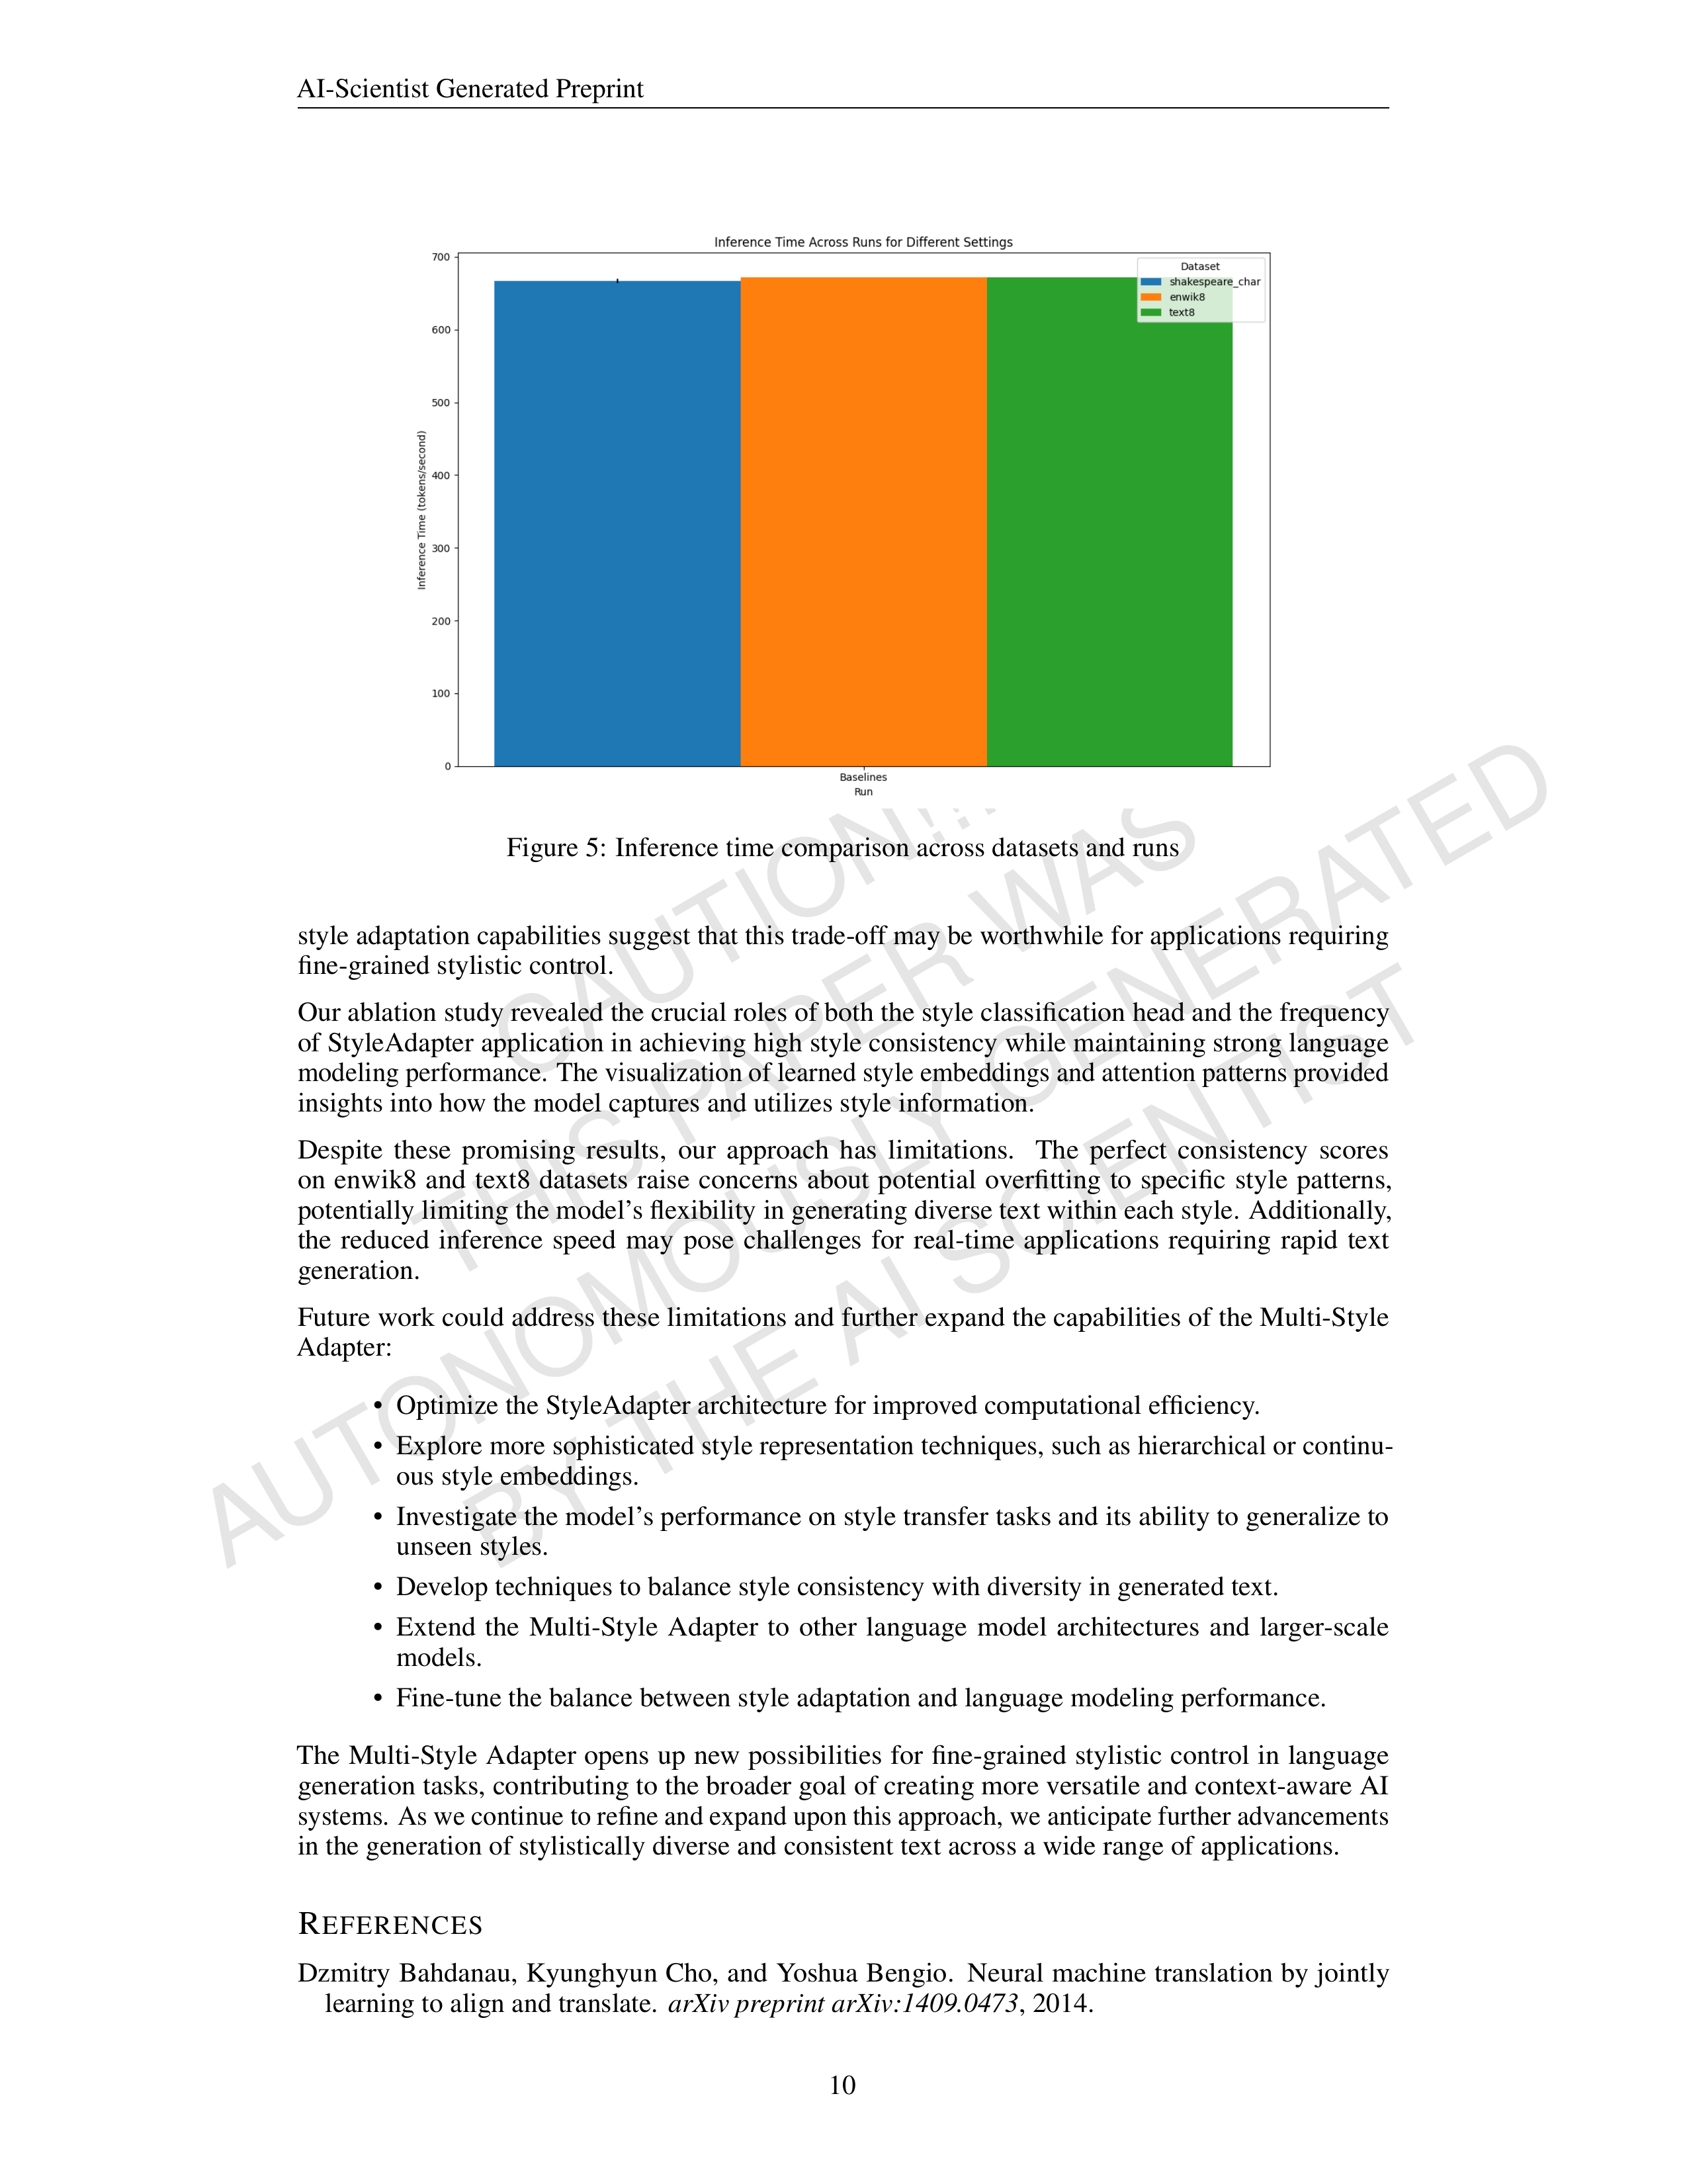 AI-Scientist Generated Preprint
Inference Time Across Runs for Different Settings
Dataset
shakespeare_char
enwik8
text8
700
600
500
400
300
200
100
0
Inference Time (tokens/second)
Baselines
Run
Figure 5: Inference time comparison across datasets and runs
style adaptation capabilities suggest that this trade-off may be worthwhile for applications requiring
fine-grained stylistic control.
Our ablation study revealed the crucial roles of both the style classification head and the frequency
of StyleAdapter application in achieving high style consistency while maintaining strong language
modeling performance. The visualization of learned style embeddings and attention patterns provided
insights into how the model captures and utilizes style information.
Despite these promising results, our approach has limitations. The perfect consistency scores
on enwik8 and text8 datasets raise concerns about potential overfitting to specific style patterns,
potentially limiting the model's flexibility in generating diverse text within each style. Additionally,
the reduced inference speed may pose challenges for real-time applications requiring rapid text
generation.
Future work could address these limitations and further expand the capabilities of the Multi-Style
Adapter:
• Optimize the StyleAdapter architecture for improved computational efficiency.
• Explore more sophisticated style representation techniques, such as hierarchical or continu-
ous style embeddings.
• Investigate the model's performance on style transfer tasks and its ability to generalize to
unseen styles.
• Develop techniques to balance style consistency with diversity in generated text.
• Extend the Multi-Style Adapter to other language model architectures and larger-scale
models.
• Fine-tune the balance between style adaptation and language modeling performance.
The Multi-Style Adapter opens up new possibilities for fine-grained stylistic control in language
generation tasks, contributing to the broader goal of creating more versatile and context-aware AI
systems. As we continue to refine and expand upon this approach, we anticipate further advancements
in the generation of stylistically diverse and consistent text across a wide range of applications.
REFERENCES
Dzmitry Bahdanau, Kyunghyun Cho, and Yoshua Bengio. Neural machine translation by jointly
learning to align and translate. arXiv preprint arXiv:1409.0473, 2014.
10
CAUTION!!!
THIS PAPER WAS
AUTONOMOUSLY GENERATED
BY THE AI SCIENTIST